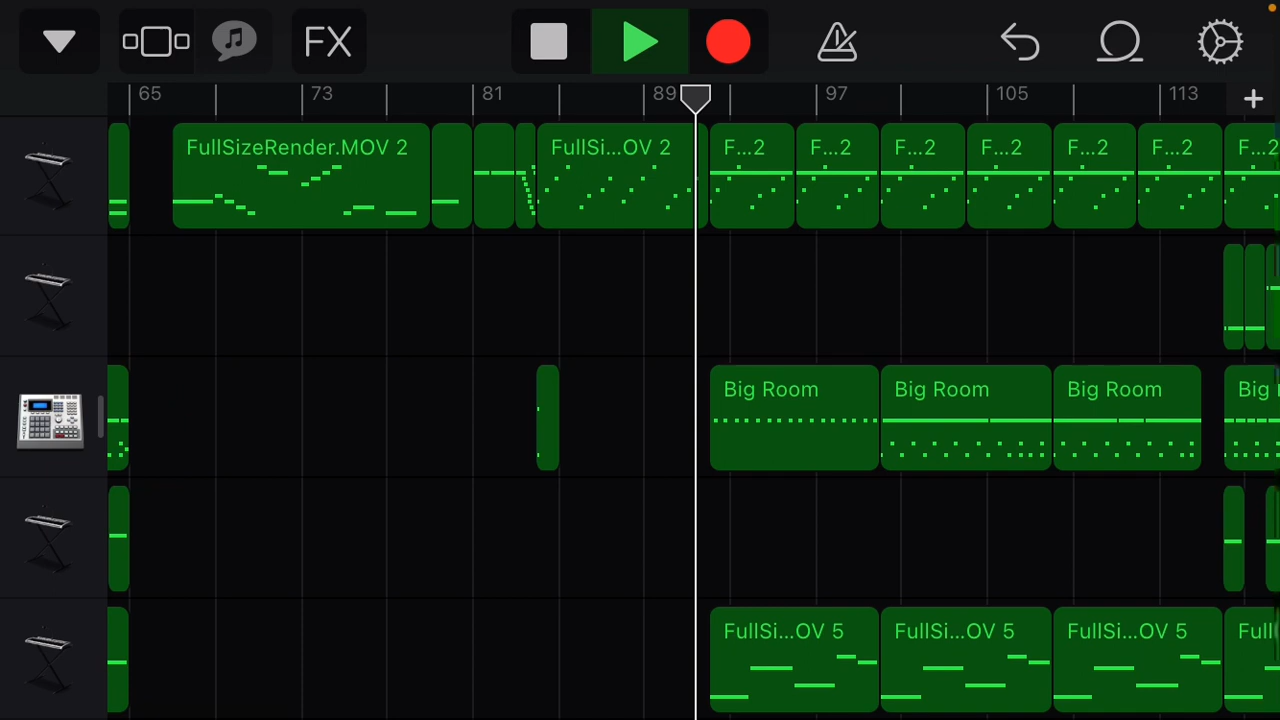 FX
65 73 81 89 97 105 113 +
FullSizeRender.MOV 2 FullSi...OV 2 F...2 F...2 F...2 F...2 F...2 F...2 F...2
Big Room Big Room Big Room Big
FullSi...OV 5 FullSi...OV 5 FullSi...OV 5 Full